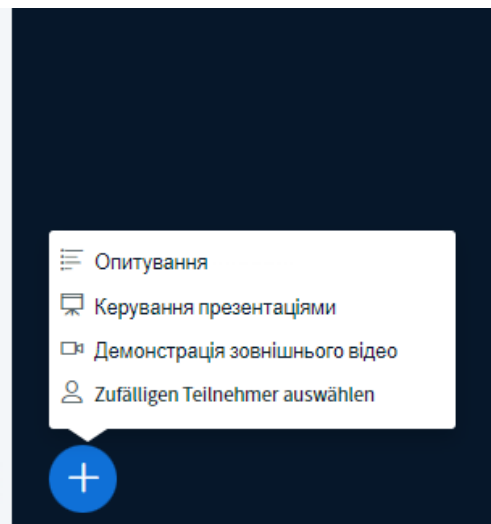 Опитування
Керування презентаціями
Демонстрація зовнішнього відео
Zufälligen Teilnehmer auswählen